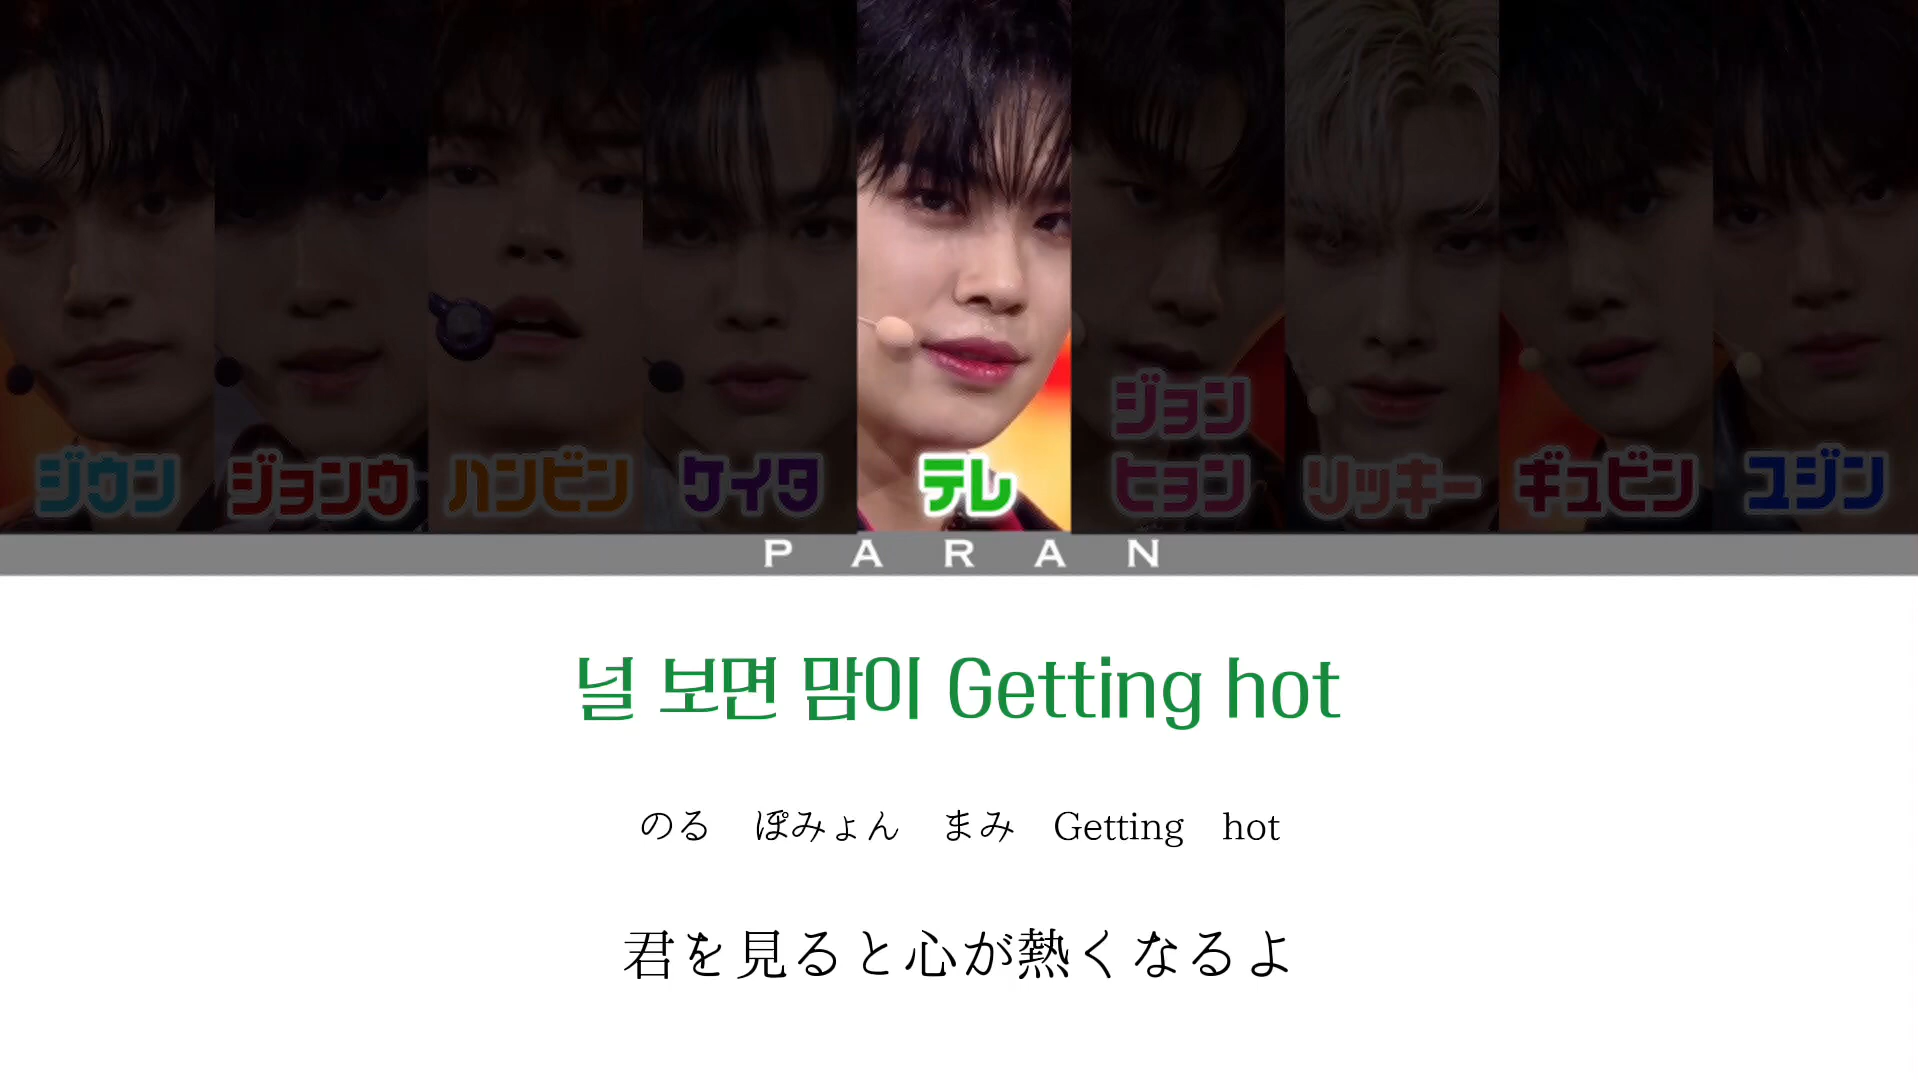 ジウン
ジョンウ
ハンビン
ケイタ
テレ
ジョン
ヒョン
リッキー
ギュビン
ユジン
PARAN
널 보면 맘이 Getting hot
のる ぽみょん まみ Getting hot
君を見ると心が熱くなるよ